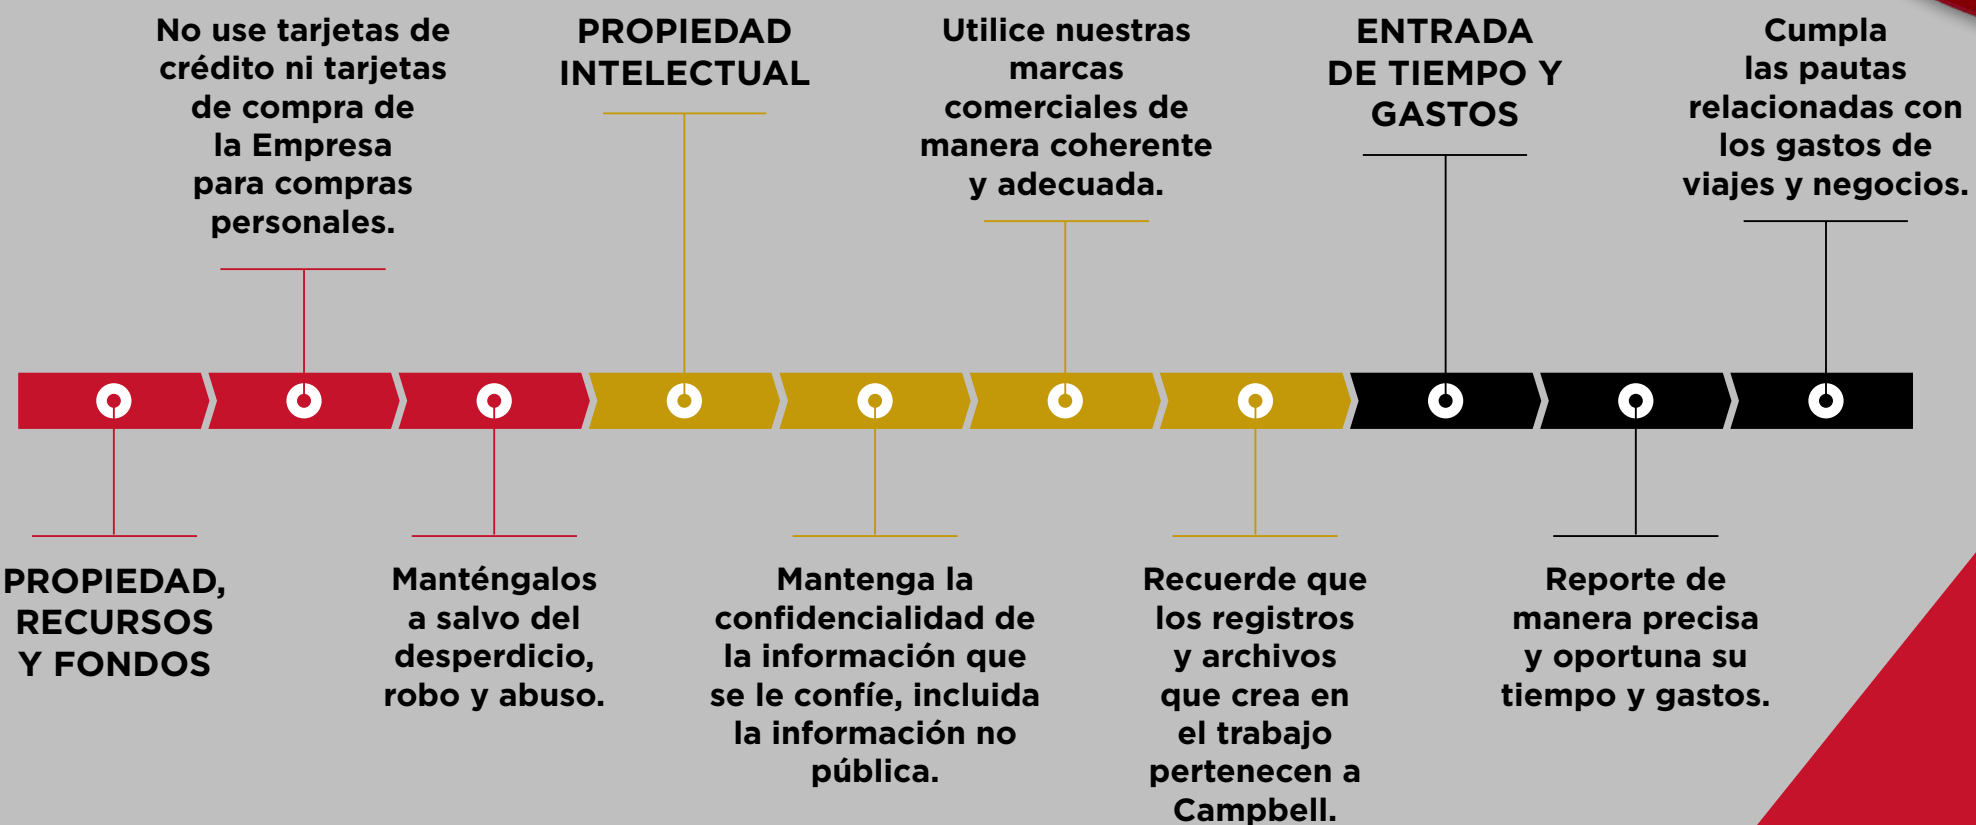 PROPIEDAD,
RECURSOS
Y FONDOS
No use tarjetas de
crédito ni tarjetas
de compra de
la Empresa
para compras
personales.
Manténgalos
a salvo del
desperdicio,
robo y abuso.
PROPIEDAD
INTELECTUAL
Mantenga la
confidencialidad de
la información que
se le confíe, incluida
la información no
pública.
Utilice nuestras
marcas
comerciales de
manera coherente
y adecuada.
Recuerde que
los registros
y archivos
que crea en
el trabajo
pertenecen a
Campbell.
ENTRADA
DE TIEMPO Y
GASTOS
Reporte de
manera precisa
y oportuna su
tiempo y gastos.
Cumpla
las pautas
relacionadas con
los gastos de
viajes y negocios.